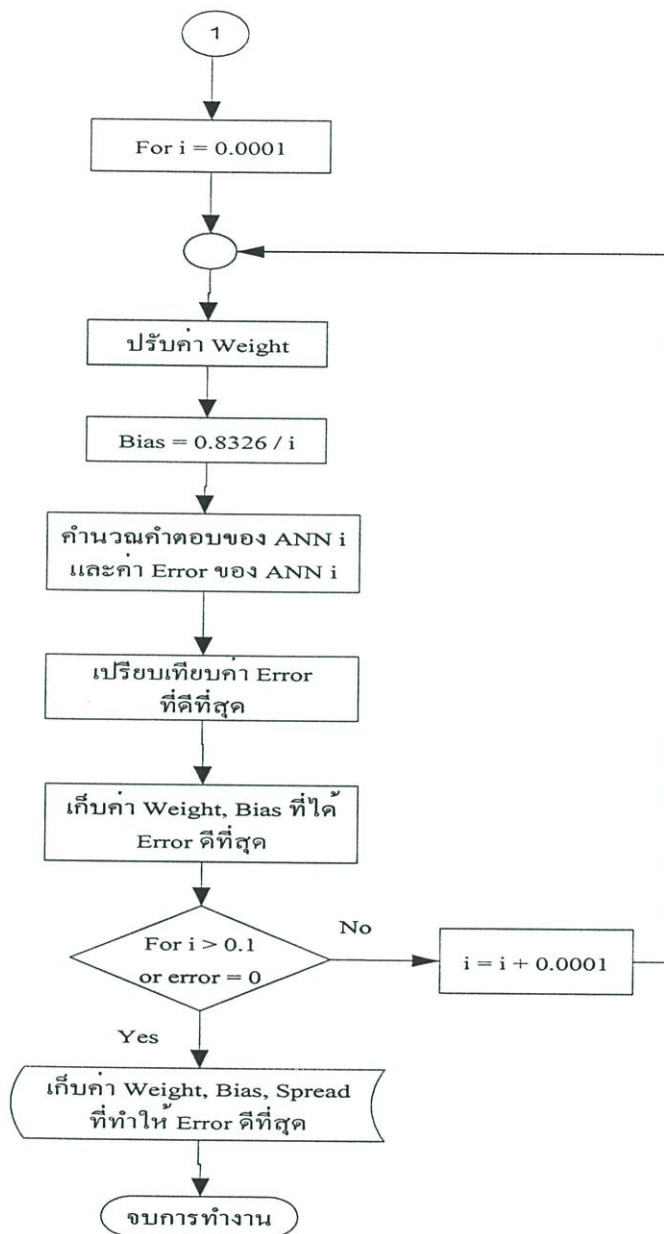 1
For i = 0.0001
ปรับค่า Weight
Bias = 0.8326 / i
คำนวณคำตอบของ ANN i
และค่า Error ของ ANN i
เปรียบเทียบค่า Error
ที่ดีที่สุด
เก็บค่า Weight, Bias ที่ได้
Error ดีที่สุด
For i > 0.1
or error = 0
No
i = i + 0.0001
Yes
เก็บค่า Weight, Bias, Spread
ที่ทำให้ Error ดีที่สุด
จบการทำงาน